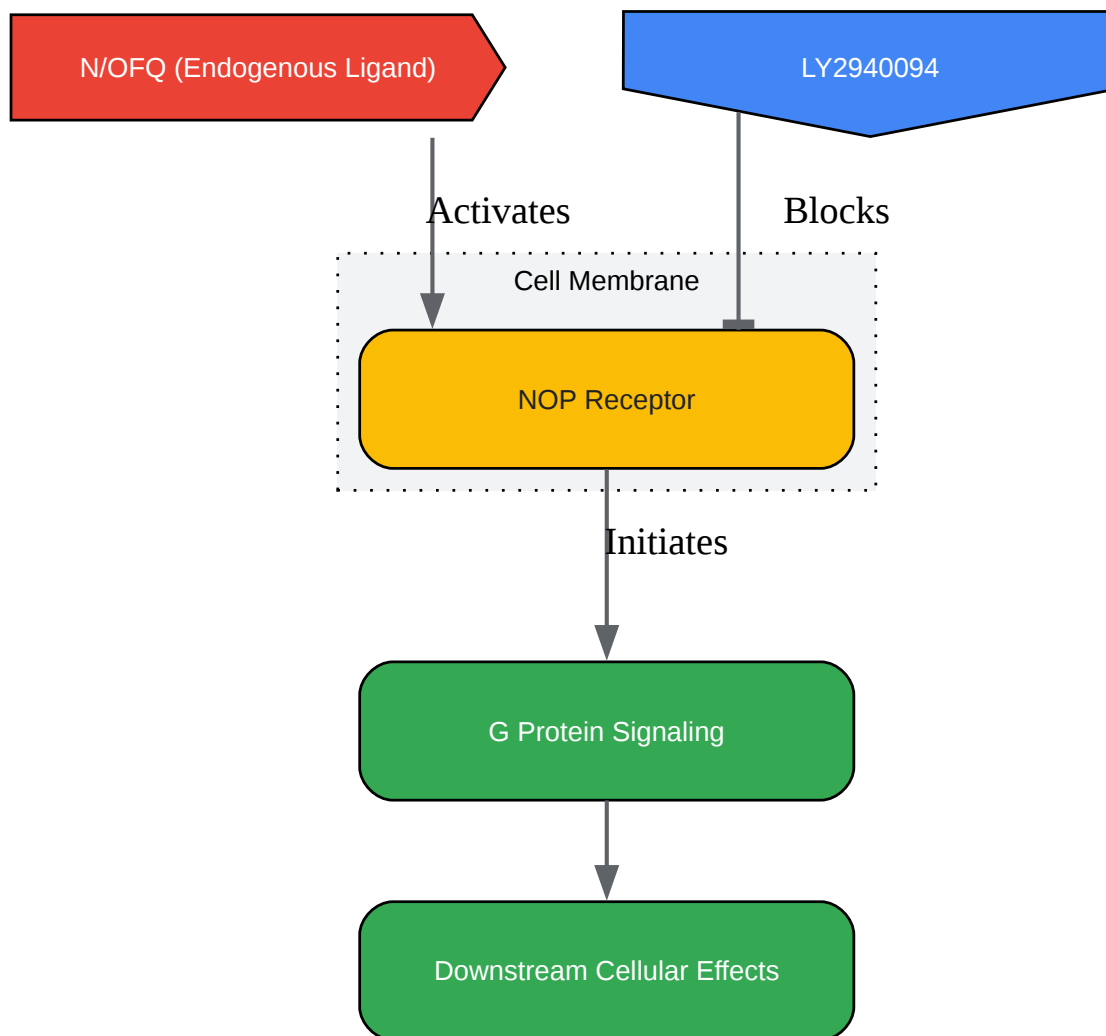 N/OFQ (Endogenous Ligand)
LY2940094
Activates
Blocks
Cell Membrane
NOP Receptor
Initiates
G Protein Signaling
Downstream Cellular Effects